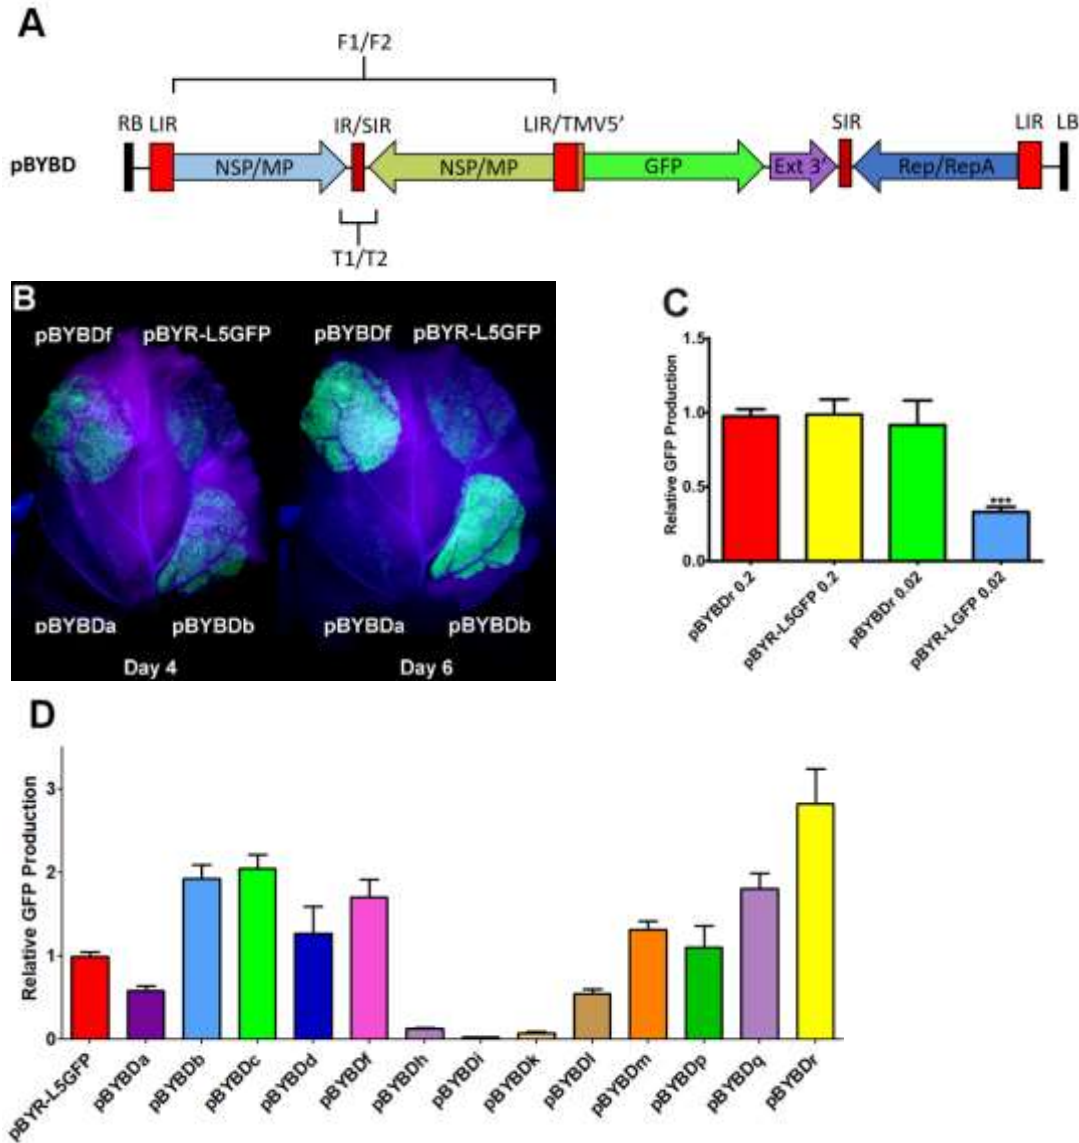 A
F1/F2
RB LIR IR/SIR LIR/TMV5' SIR LIR LB
pBYBD NSP/MP NSP/MP GFP Ext 3' Rep/RepA
T1/T2
B
pBYBDf pBYR-L5GFP pBYBDf pBYR-L5GFP
pBYBDa pBYBDb pBYBDa pBYBDb
Day 4 Day 6
C
Relative GFP Production
1.5
1.0
0.5
0.0
***
pBYBDr 0.2
pBYR-L5GFP 0.2
pBYBDr 0.02
pBYR-LGFP 0.02
D
Relative GFP Production
3
2
1
0
pBYR-L5GFP
pBYBDa
pBYBDb
pBYBDc
pBYBDd
pBYBDf
pBYBDh
pBYBDi
pBYBDk
pBYBDl
pBYBDm
pBYBDp
pBYBDq
pBYBDr